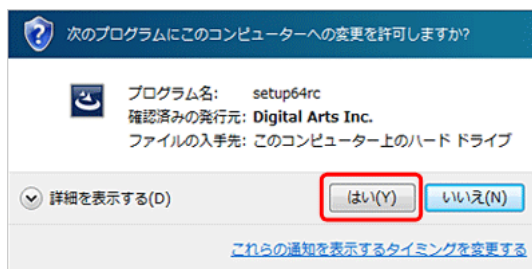 次のプログラムにこのコンピューターへの変更を許可しますか?
プログラム名: setup64rc
確認済みの発行元: Digital Arts Inc.
ファイルの入手先: このコンピューター上のハード ドライブ
詳細を表示する(D) はい(Y) いいえ(N)
これらの通知を表示するタイミングを変更する